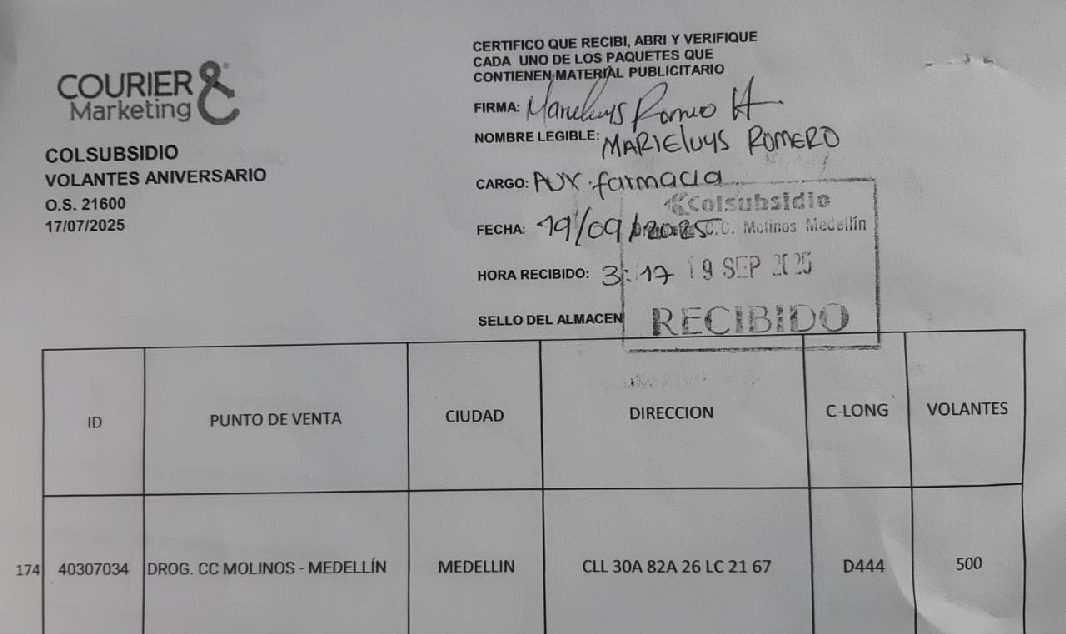 COURIER &
Marketing
COLSUBSIDIO
VOLANTES ANIVERSARIO
O.S. 21600
17/07/2025
CERTIFICO QUE RECIBI, ABRI Y VERIFIQUE
CADA UNO DE LOS PAQUETES QUE
CONTIENEN MATERIAL PUBLICITARIO
FIRMA: Marieluys Romero H
NOMBRE LEGIBLE: MARIEluys ROMERO
CARGO: AUX. farmacia
Colsubsidio
FECHA: 19/09/2025 C.C. Molinos Medellín
HORA RECIBIDO: 3:17 19 SEP 2025
SELLO DEL ALMACEN RECIBIDO
ID PUNTO DE VENTA CIUDAD DIRECCION C-LONG VOLANTES
174 40307034 DROG. CC MOLINOS - MEDELLÍN MEDELLIN CLL 30A 82A 26 LC 21 67 D444 500